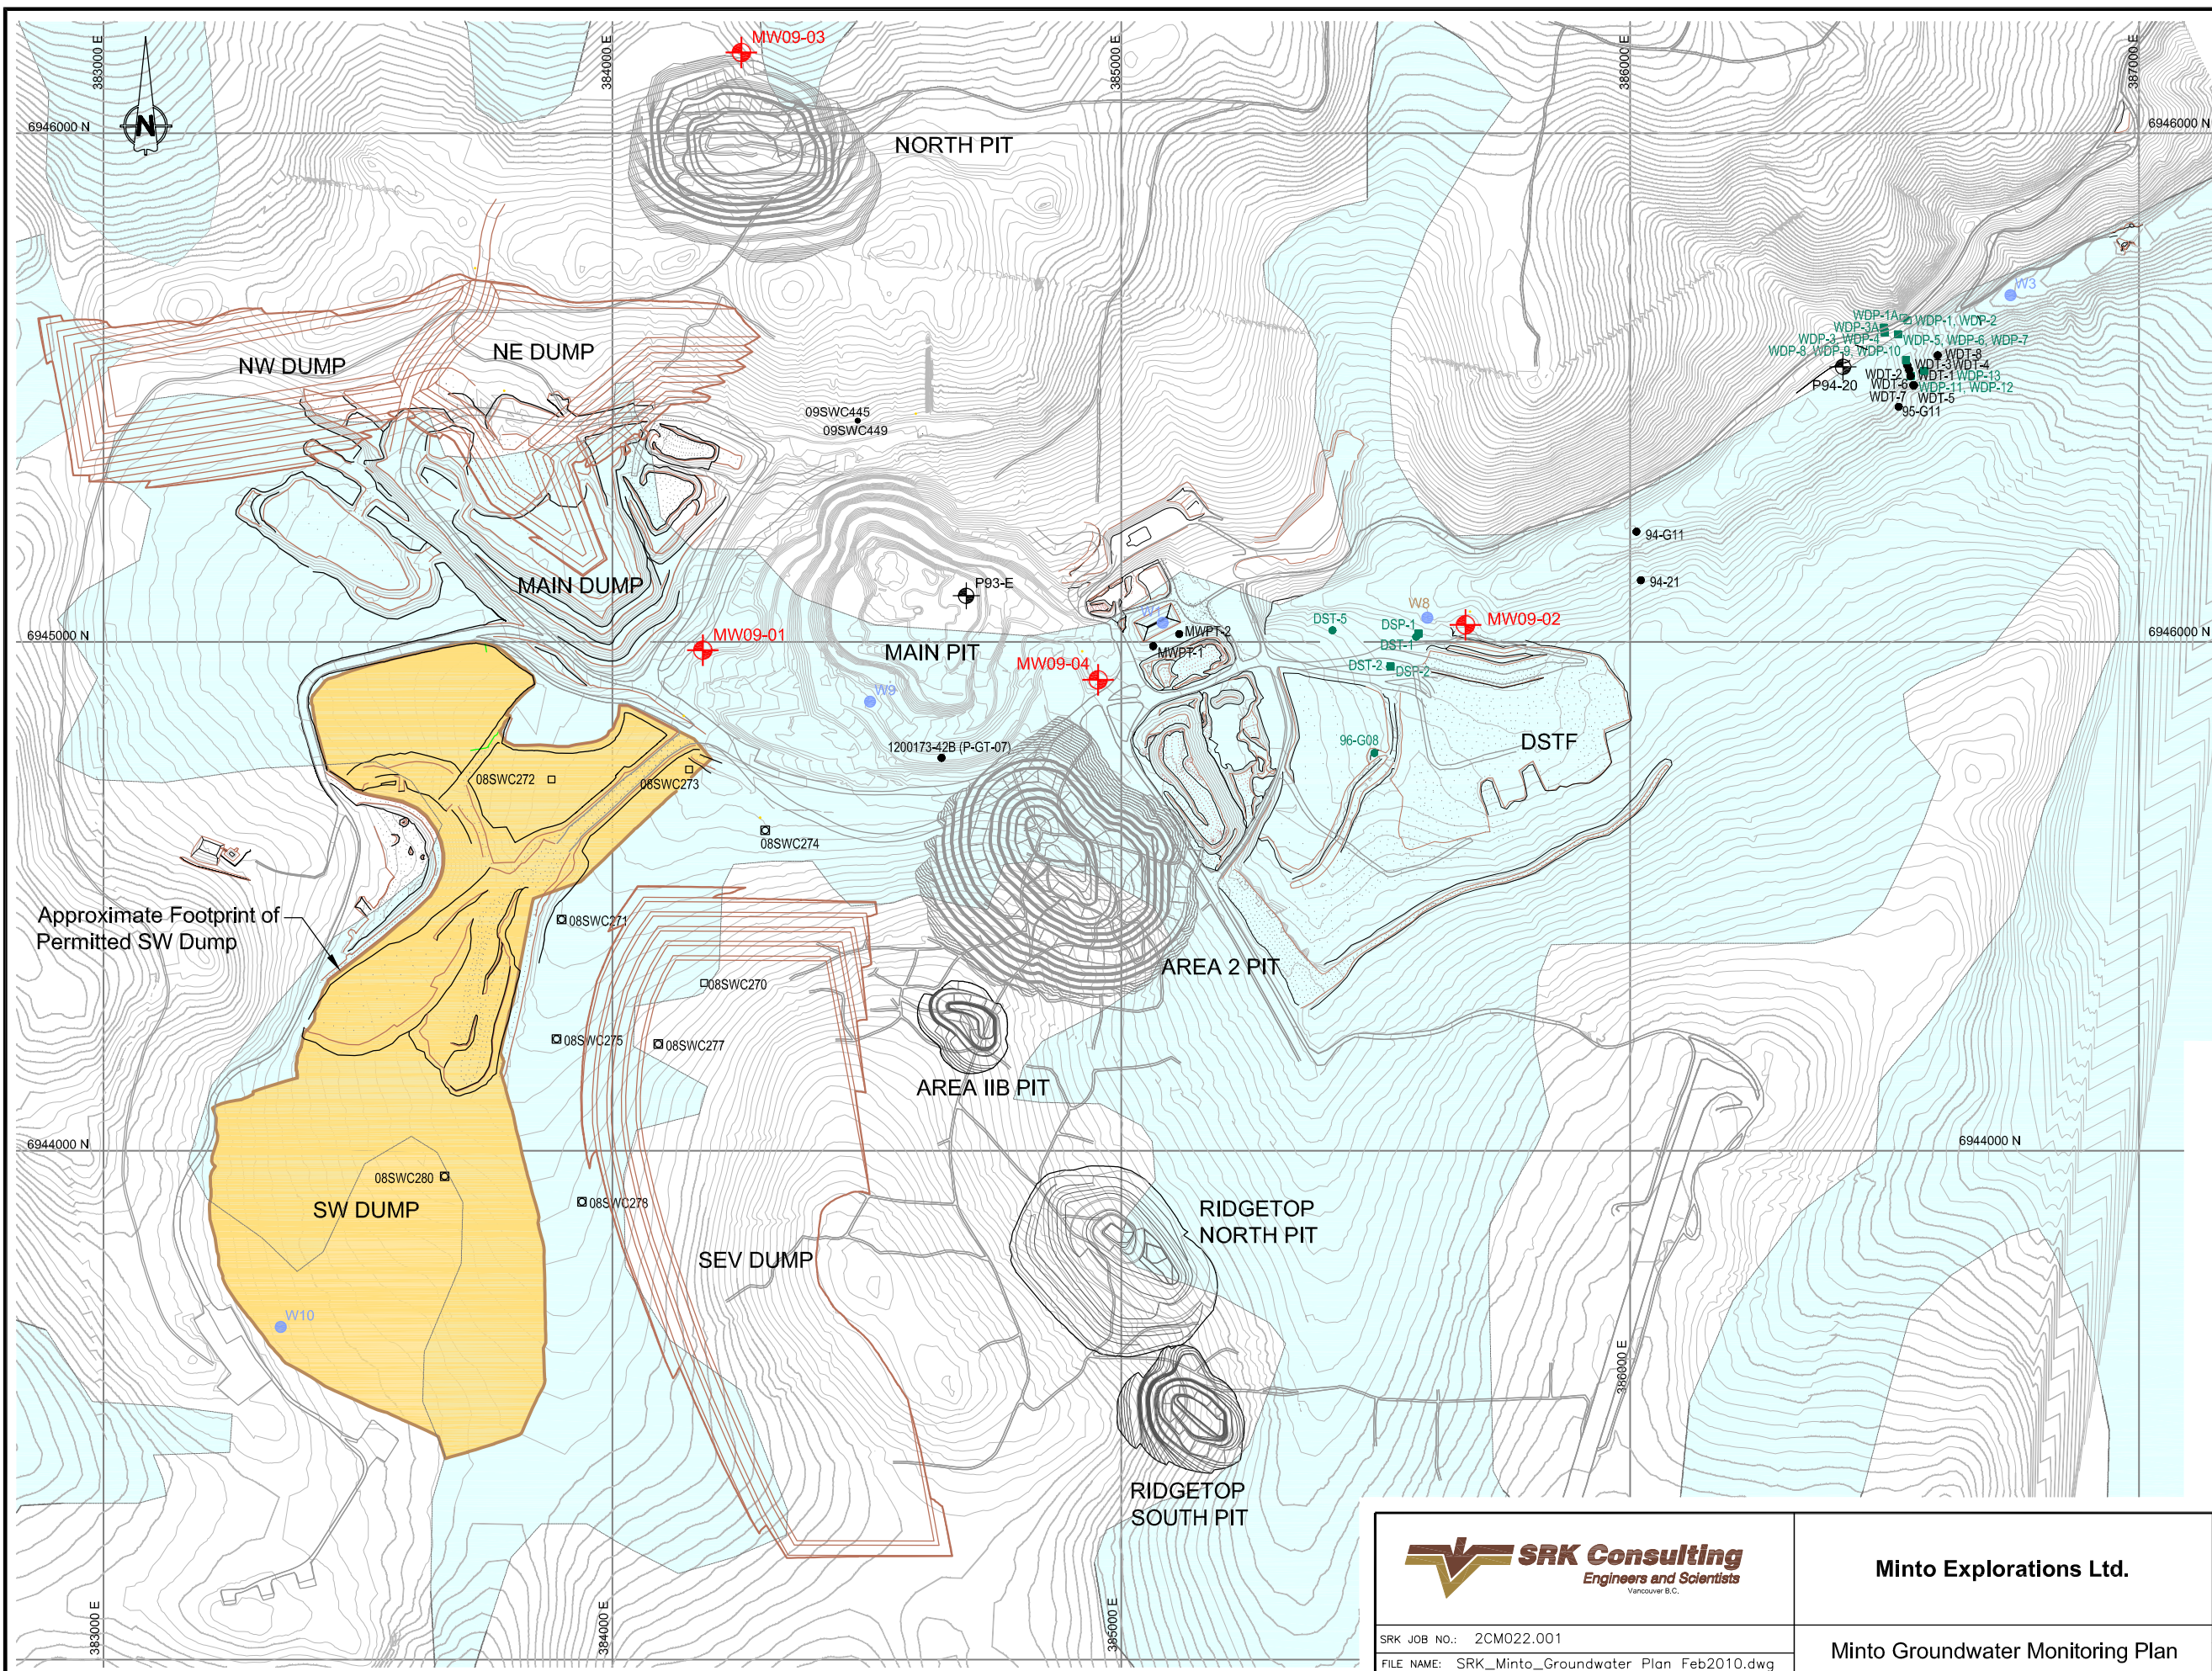 383000 E
384000 E
385000 E
386000 E
387000 E
MW09-03
N
6946000 N
6946000 N
NORTH PIT
W3
WDP-1A
WDP-1, WDP-2
WDP-3A
WDP-3, WDP-4
WDP-5, WDP-6, WDP-7
WDP-8, WDP-9, WDP-10
WDT-8
WDT-3
WDT-4
WDT-2
WDT-1
WDP-13
P94-20
WDT-6
WDP-11, WDP-12
WDT-7
WDT-5
95-G11
NW DUMP
NE DUMP
09SWC445
09SWC449
94-G11
94-21
MAIN DUMP
P93-E
W1
MWPT-2
MWPT-1
DST-5
W8
DSP-1
DST-1
MW09-02
6945000 N
6946000 N
MW09-01
MAIN PIT
MW09-04
DST-2
DSP-2
W9
1200173-42B (P-GT-07)
96-G08
DSTF
08SWC272
08SWC273
08SWC274
Approximate Footprint of
Permitted SW Dump
08SWC271
AREA 2 PIT
08SWC270
08SWC275
08SWC277
AREA IIB PIT
6944000 N
6944000 N
08SWC280
SW DUMP
08SWC278
RIDGETOP
NORTH PIT
SEV DUMP
W10
RIDGETOP
SOUTH PIT
383000 E
384000 E
385000 E
386000 E
SRK Consulting
Engineers and Scientists
Vancouver B.C.
Minto Explorations Ltd.
SRK JOB NO.: 2CM022.001
FILE NAME: SRK_Minto_Groundwater Plan Feb2010.dwg
Minto Groundwater Monitoring Plan